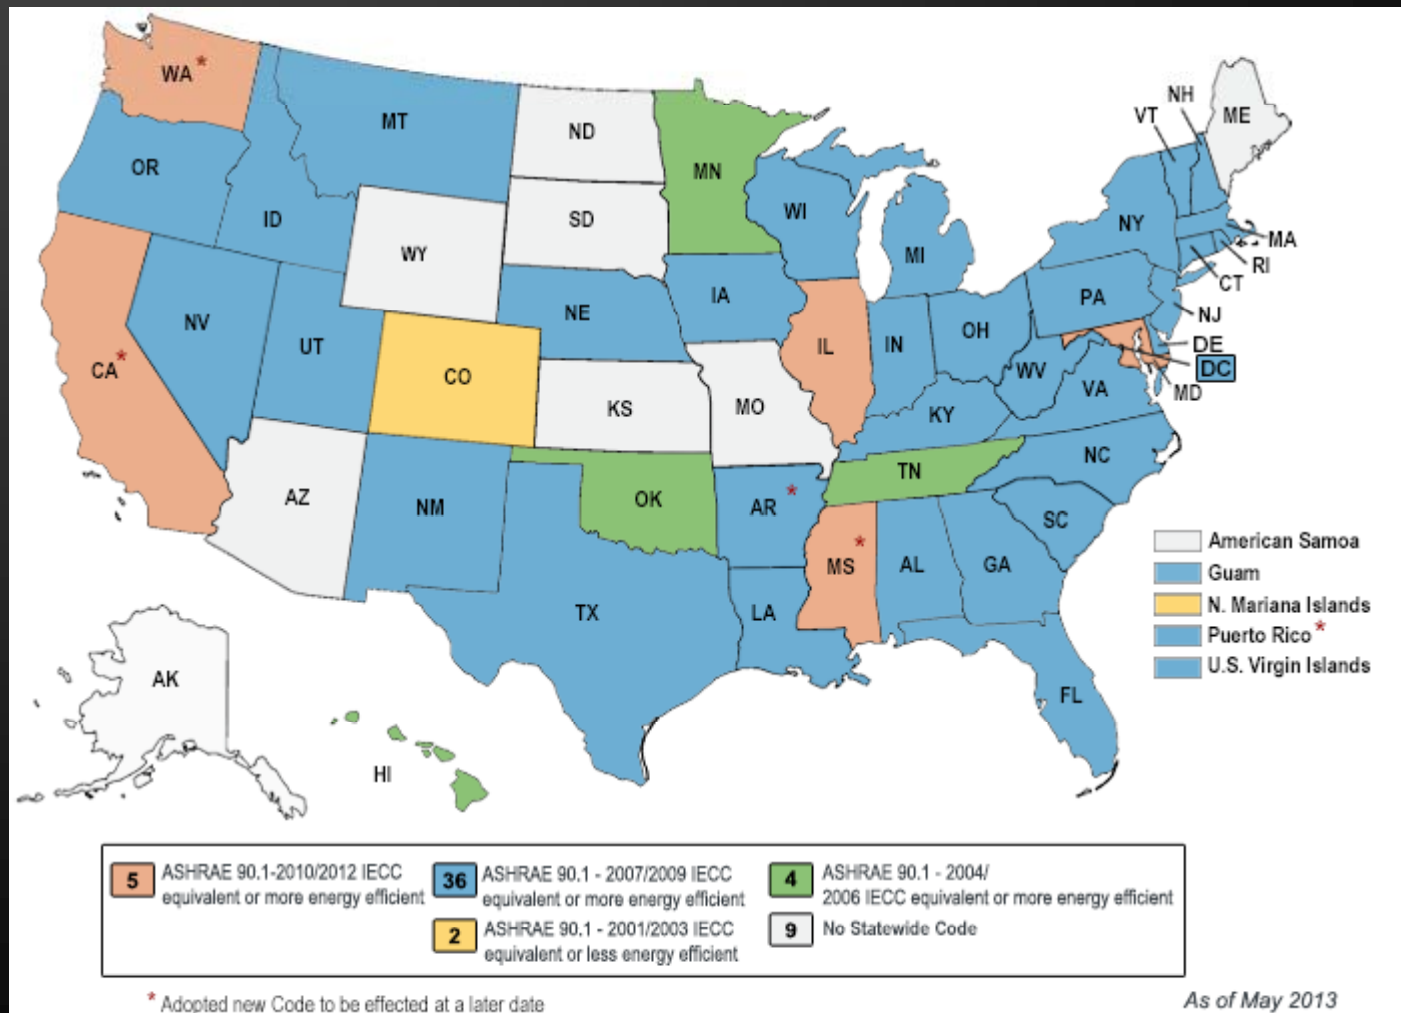 WA *
MT
ND
MN
VT
NH
ME
OR
ID
SD
WI
NY
MA
WY
MI
RI
CT
IA
PA
NE
NJ
NV
UT
IL
IN
OH
DE
DC
CA *
CO
WV
MD
VA
KS
MO
KY
NC
TN
AZ
NM
OK
AR *
SC
MS *
AL
GA
TX
LA
FL
AK
HI
American Samoa
Guam
N. Mariana Islands
Puerto Rico *
U.S. Virgin Islands
5 ASHRAE 90.1-2010/2012 IECC
equivalent or more energy efficient
36 ASHRAE 90.1 - 2007/2009 IECC
equivalent or more energy efficient
4 ASHRAE 90.1 - 2004/
2006 IECC equivalent or more energy efficient
2 ASHRAE 90.1 - 2001/2003 IECC
equivalent or less energy efficient
9 No Statewide Code
* Adopted new Code to be effected at a later date
As of May 2013